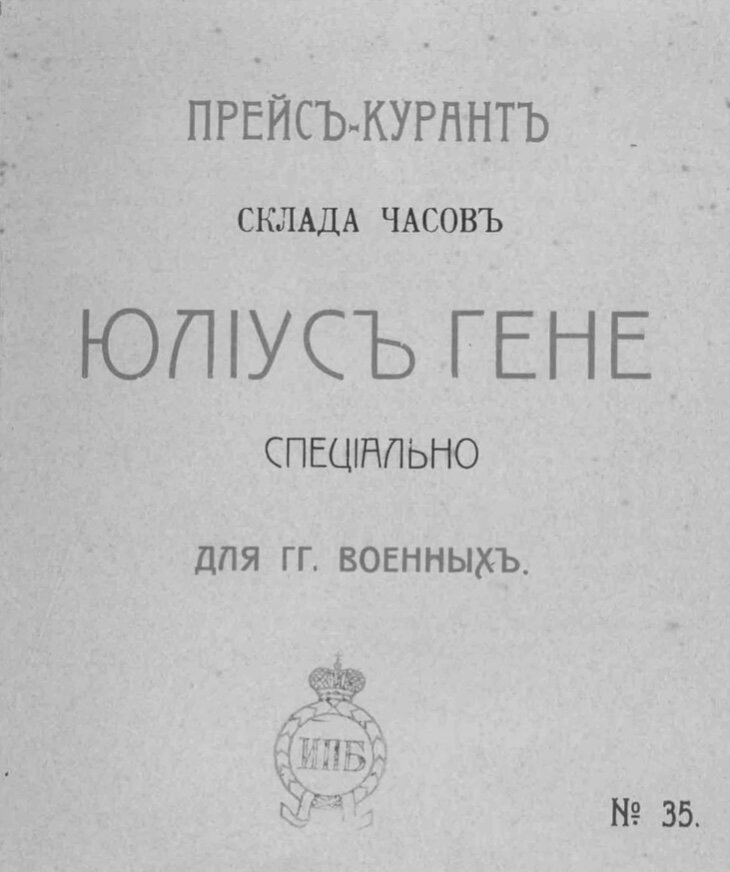 ПРЕЙСЪ-КУРАНТЪ
СКЛАДА ЧАСОВЪ
ЮЛІУСЪ ГЕНЕ
СПЕЦІАЛЬНО
ДЛЯ ГГ. ВОЕННЫХЪ.
ИПБ
№ 35.